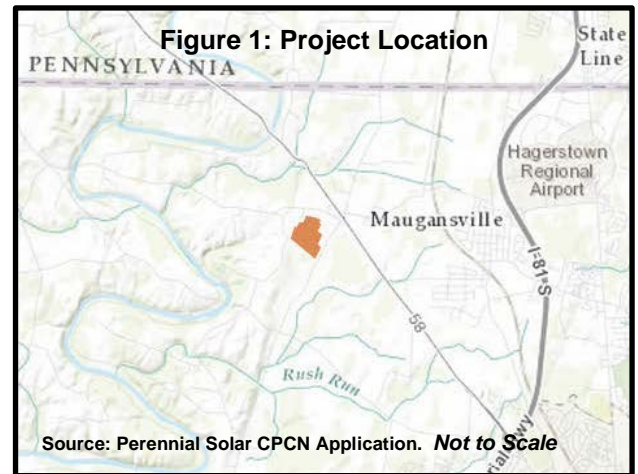 Figure 1: Project Location
State
Line
PENNSYLVANIA
Hagerstown
Regional
Airport
Maugansville
I-81-S
58
Rush Run
Source: Perennial Solar CPCN Application. Not to Scale